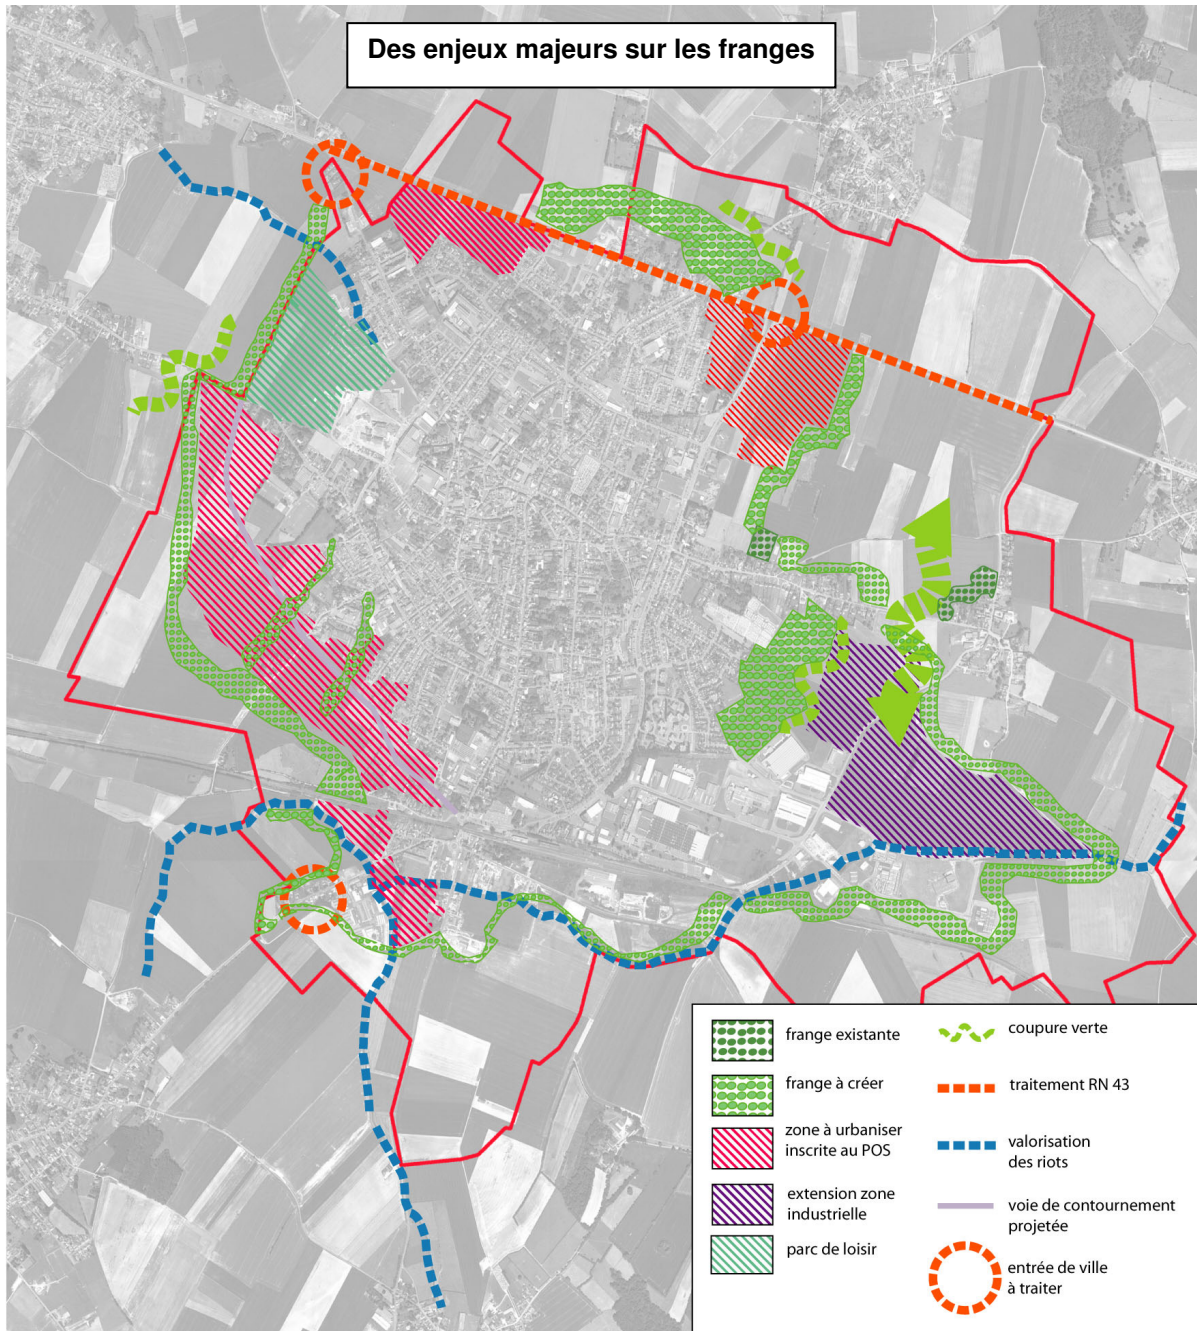 Des enjeux majeurs sur les franges
frange existante
frange à créer
zone à urbaniser
inscrite au POS
extension zone
industrielle
parc de loisir
coupure verte
traitement RN 43
valorisation
des riots
voie de contournement
projetée
entrée de ville
à traiter